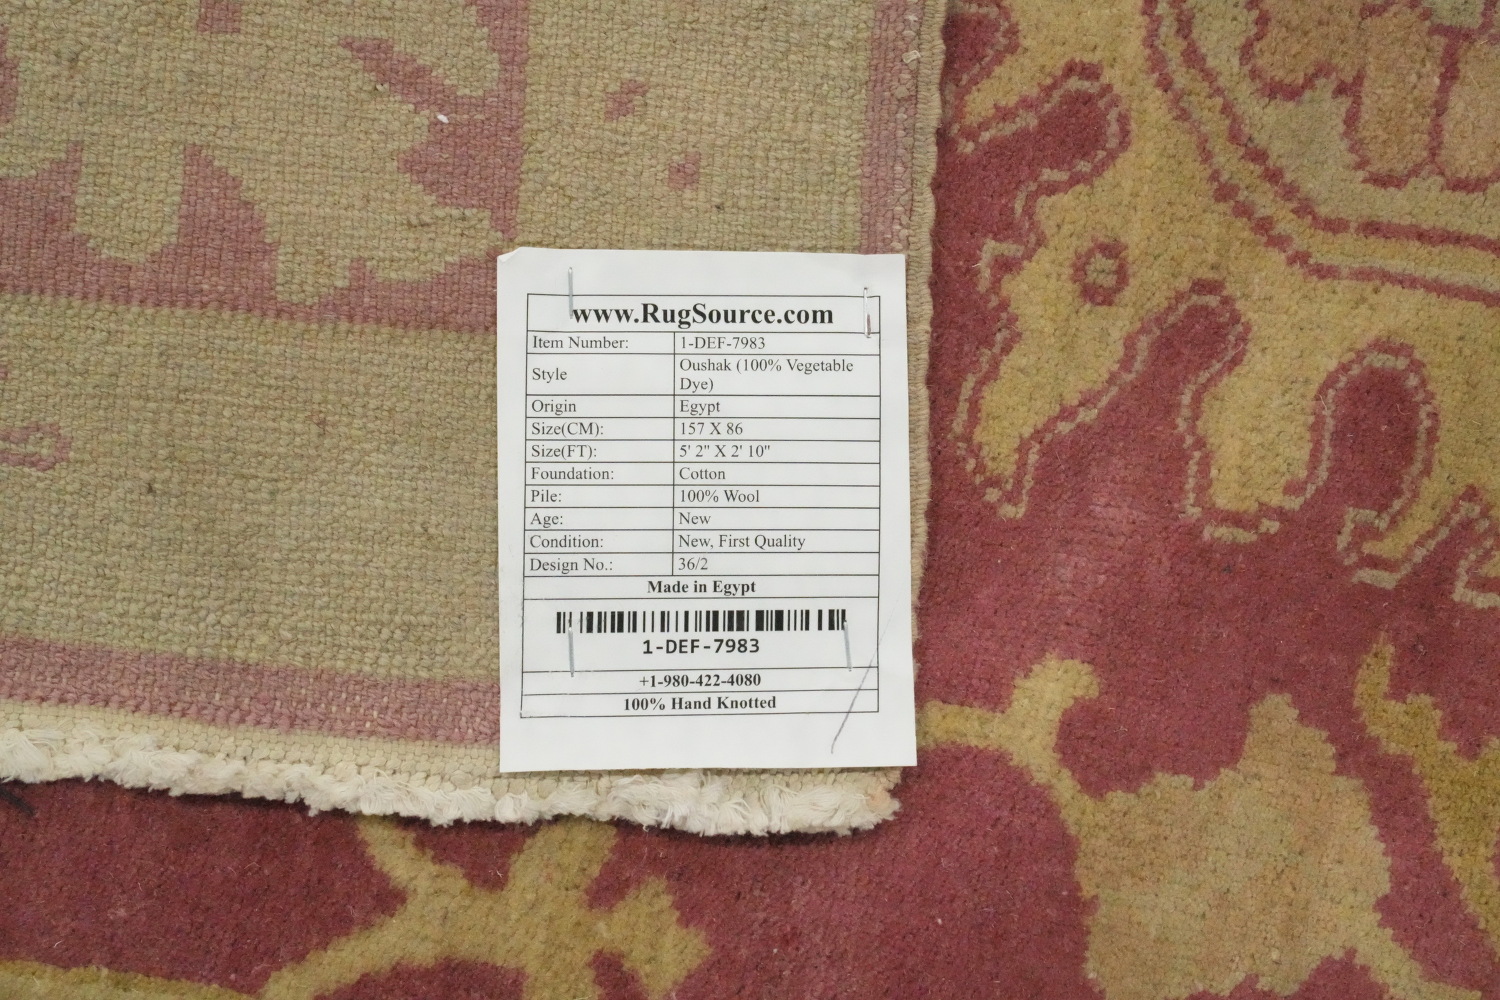 www.RugSource.com
Item Number: 1-DEF-7983
Style Oushak (100% Vegetable
Dye)
Origin Egypt
Size(CM): 157 X 86
Size(FT): 5' 2" X 2' 10"
Foundation: Cotton
Pile: 100% Wool
Age: New
Condition: New, First Quality
Design No.: 36/2
Made in Egypt
1-DEF-7983
+1-980-422-4080
100% Hand Knotted